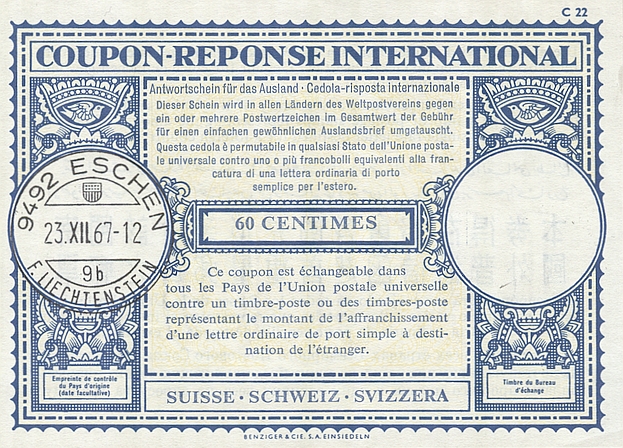 C 22
COUPON-REPONSE INTERNATIONAL
Antwortschein für das Ausland · Cedola-risposta internazionale
Dieser Schein wird in allen Ländern des Weltpostvereins gegen
ein oder mehrere Postwertzeichen im Gesamtwert der Gebühr
für einen einfachen gewöhnlichen Auslandsbrief umgetauscht.
Questa cedola è permutabile in qualsiasi Stato dell'Unione posta-
le universale contro uno o più francobolli equivalenti alla fran-
catura di una lettera ordinaria di porto
semplice per l'estero.
9492 ESCHEN
23.XII.67-12
9b
F. LIECHTENSTEIN
60 CENTIMES
Ce coupon est échangeable dans
tous les Pays de l'Union postale universelle
contre un timbre-poste ou des timbres-poste
représentant le montant de l'affranchissement
d'une lettre ordinaire de port simple à desti-
nation de l'étranger.
Empreinte de contrôle
du Pays d'origine
(date facultative)
Timbre du Bureau
d'échange
SUISSE · SCHWEIZ · SVIZZERA
BENZIGER & CIE. S.A. EINSIEDELN